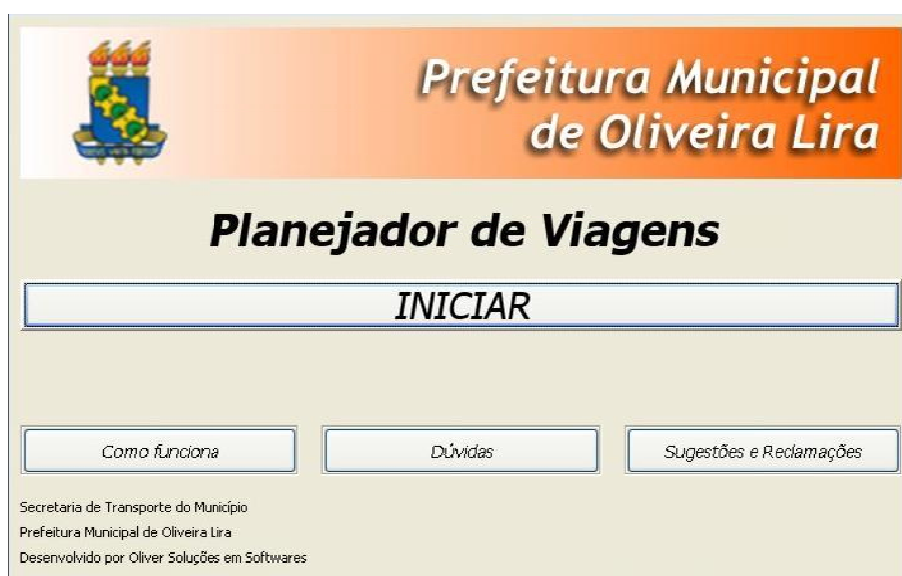 Prefeitura Municipal
de Oliveira Lira
Planejador de Viagens
INICIAR
Como funciona
Dúvidas
Sugestões e Reclamações
Secretaria de Transporte do Município
Prefeitura Municipal de Oliveira Lira
Desenvolvido por Oliver Soluções em Softwares